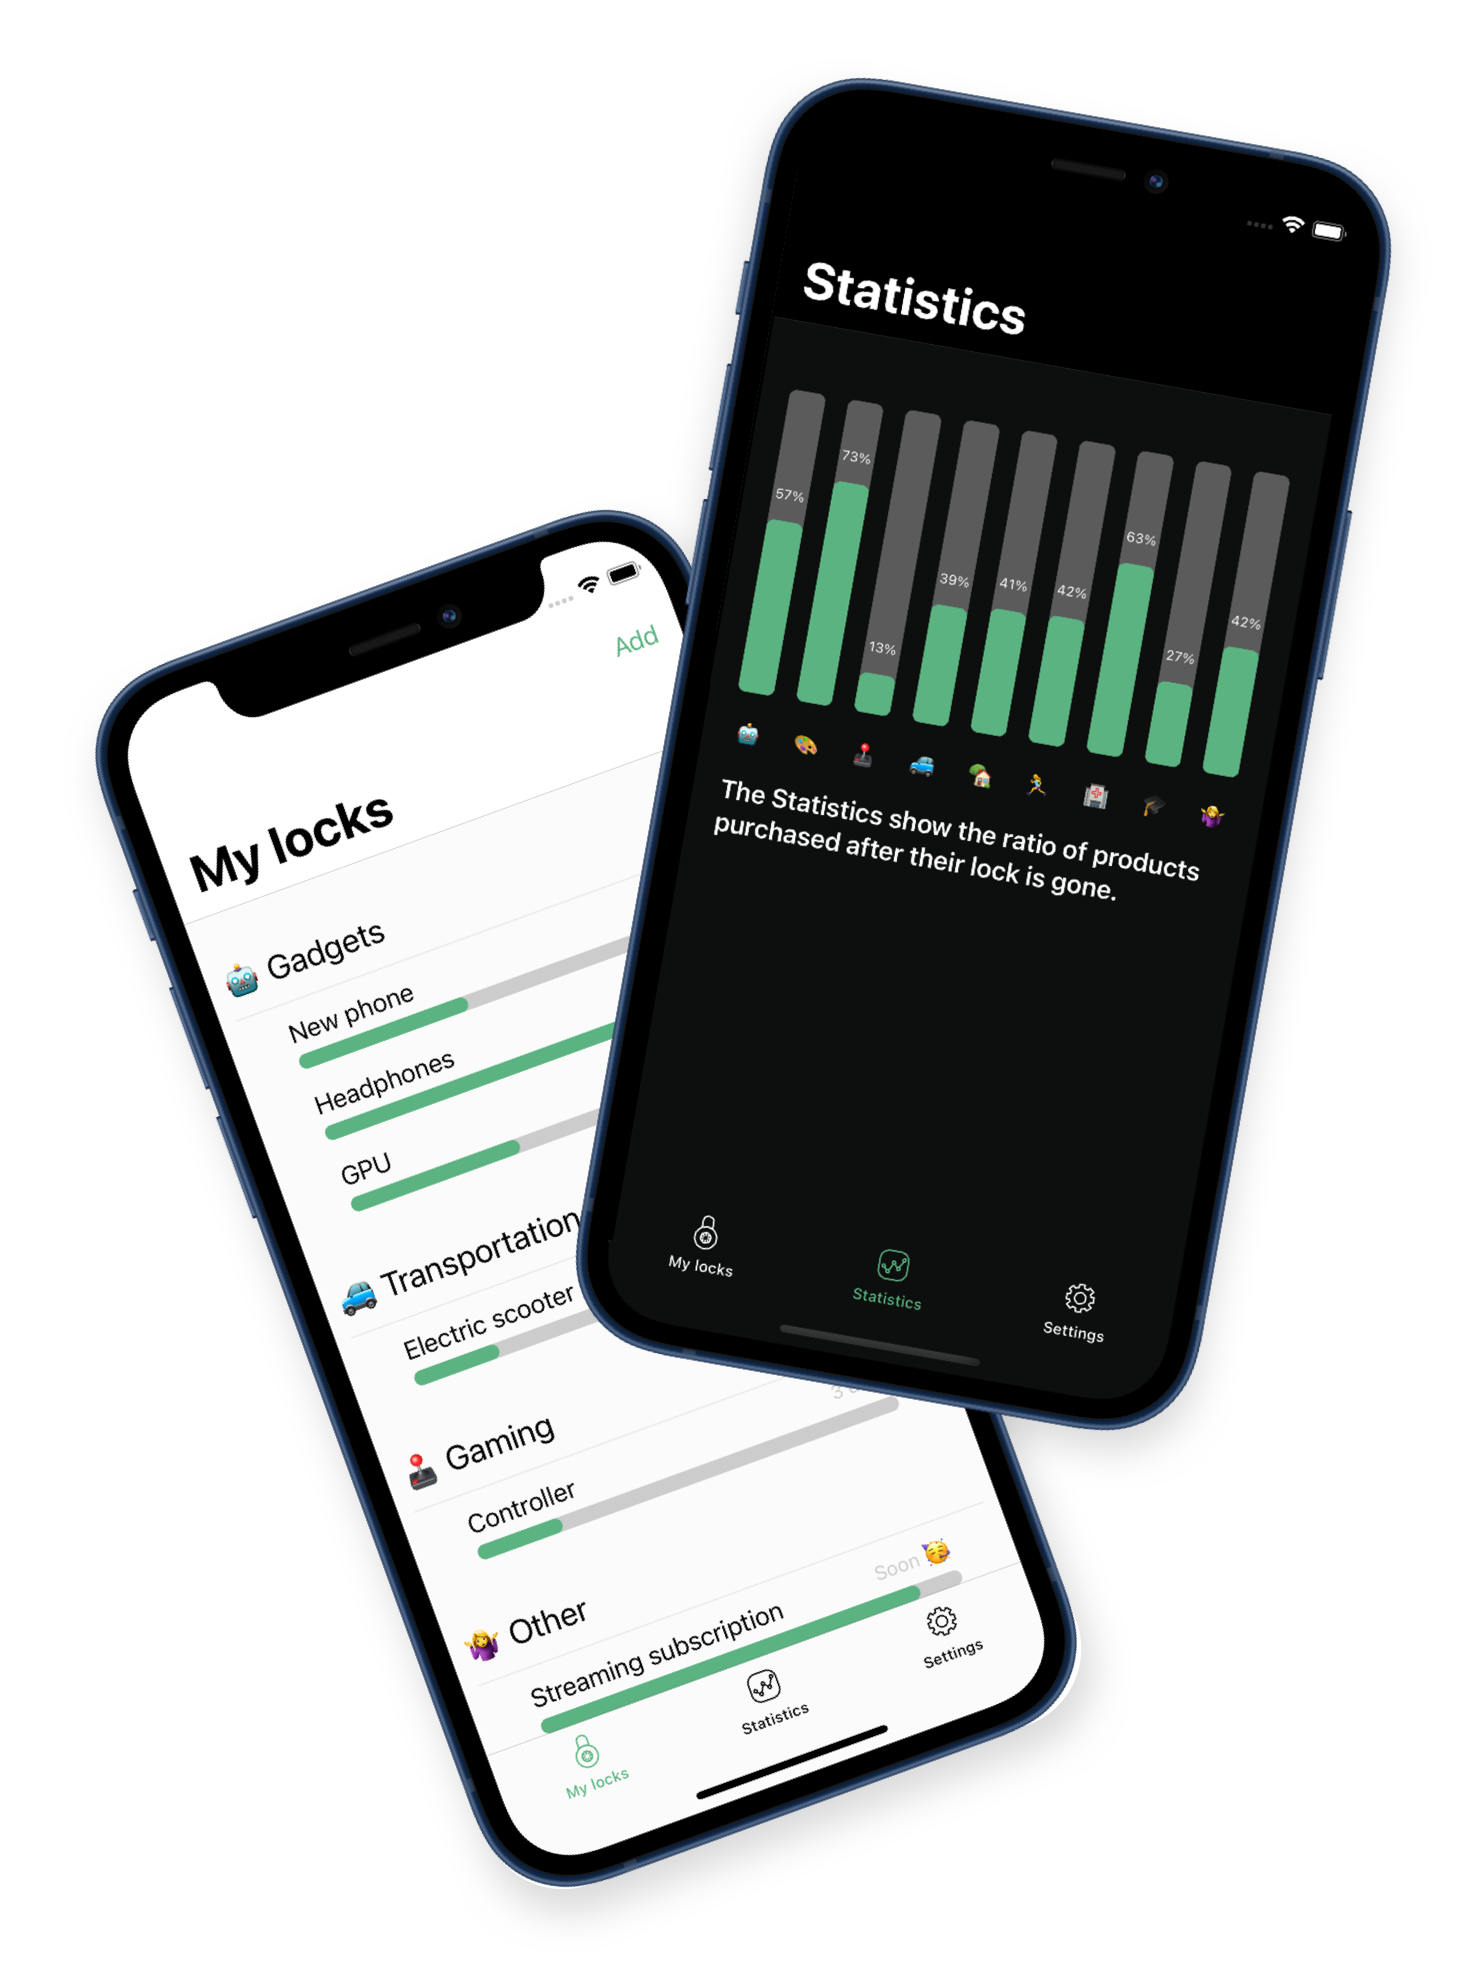 Statistics
57%
73%
13%
39%
41%
42%
63%
27%
42%
The Statistics show the ratio of products
purchased after their lock is gone.
My locks
Statistics
Settings
Add
My locks
Gadgets
New phone
Headphones
GPU
Transportation
Electric scooter
Gaming
3
Controller
Other
Soon
Streaming subscription
My locks
Statistics
Settings